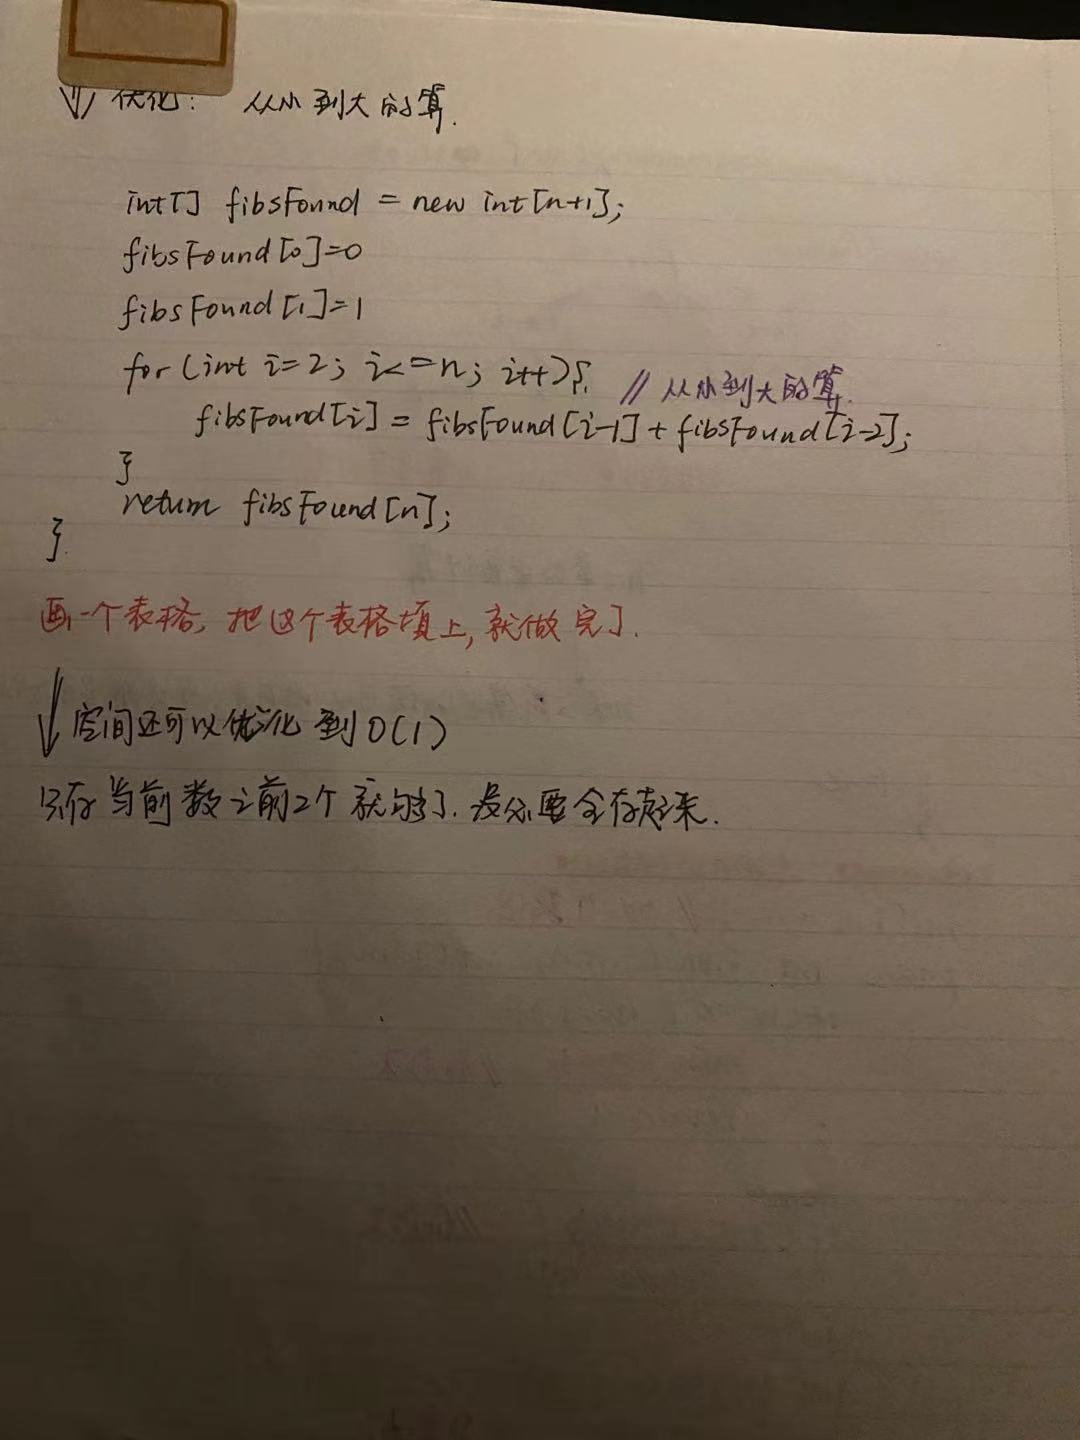 优化: 从小到大的算.
int[] fibsFound = new int[n+1];
fibsFound[0]=0
fibsFound[1]=1
for(int i=2; i<=n; i++){ //从小到大的算.
fibsFound[i] = fibsFound[i-1] + fibsFound[i-2];
}
return fibsFound[n];
}
画一个表格, 把这个表格填上, 就做完了.
空间还可以优化到O(1)
只存当前数之前2个就够了. 没必要全存起来.